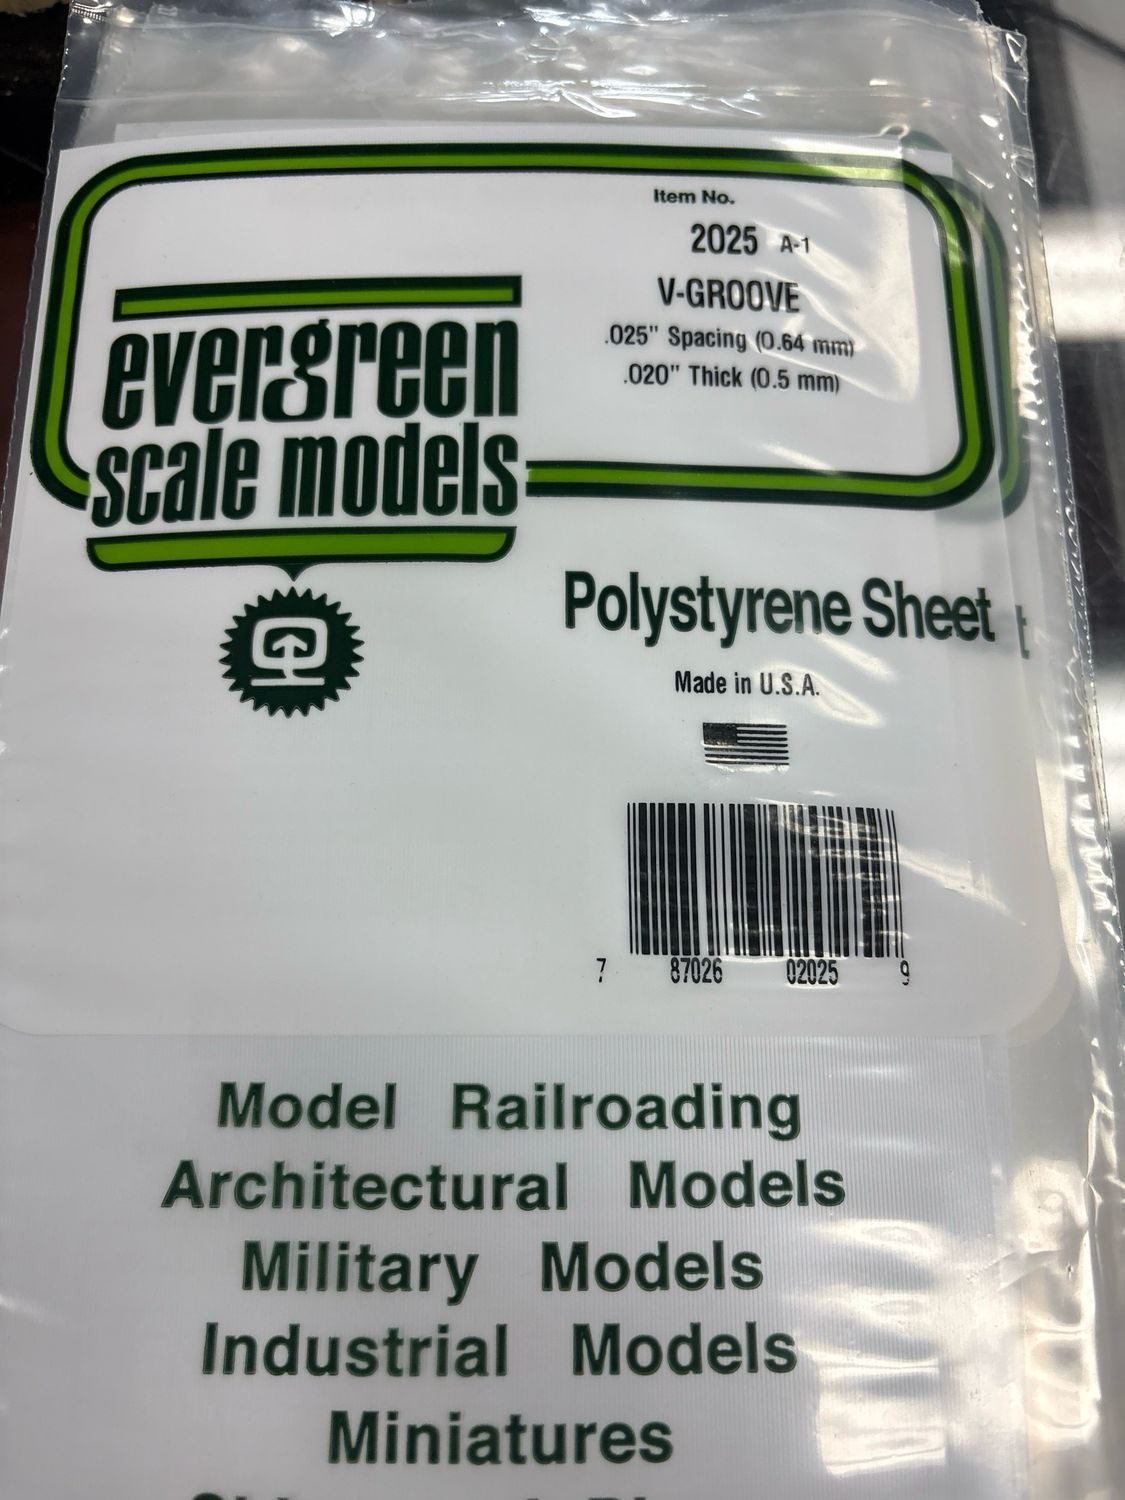 Item No.
2025 A-1
V-GROOVE
.025" Spacing (0.64 mm)
.020" Thick (0.5 mm)
evergreen
scale models
Polystyrene Sheet
t
Made in U.S.A.
7 87026 02025 9
Model Railroading
Architectural Models
Military Models
Industrial Models
Miniatures